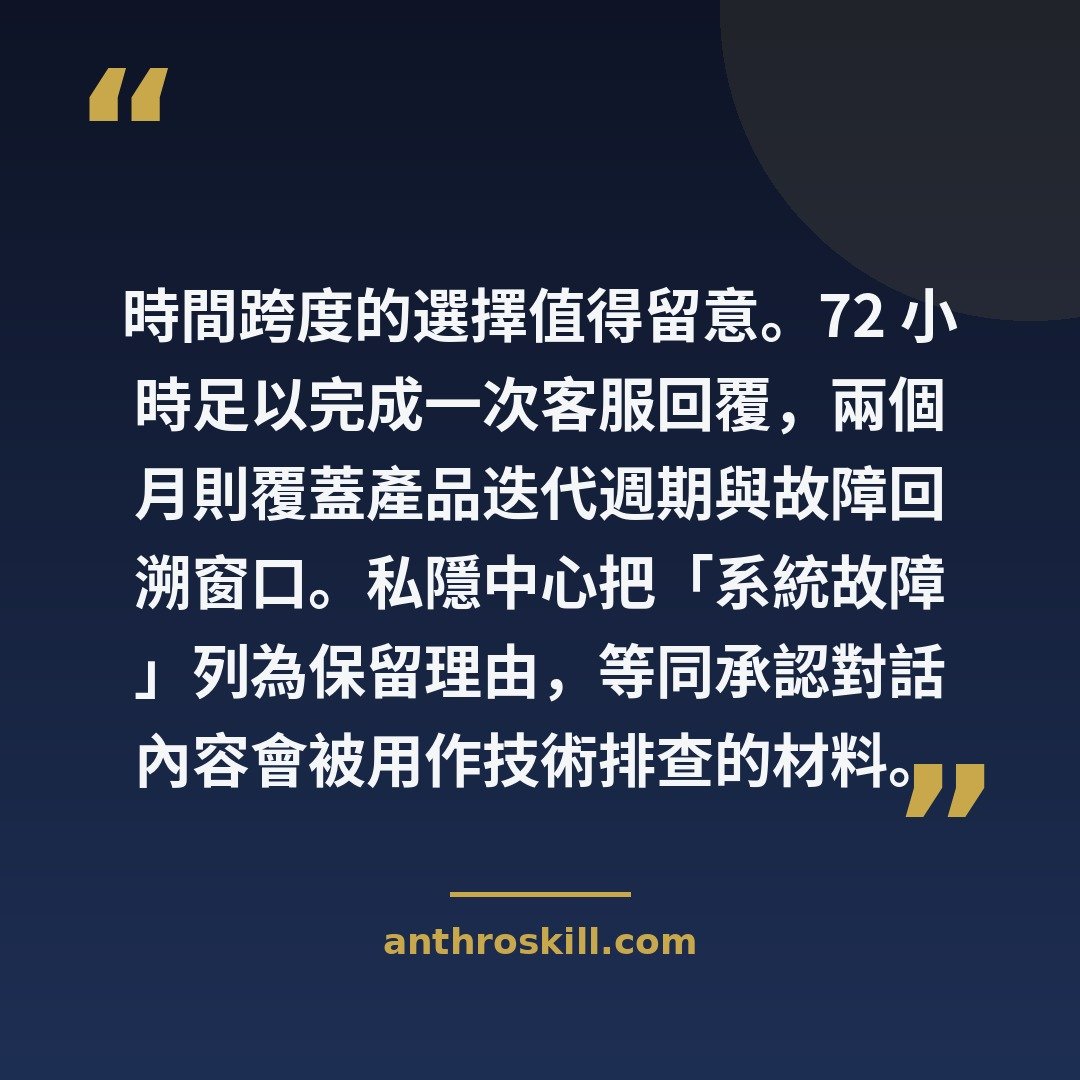 “
時間跨度的選擇值得留意。72 小
時足以完成一次客服回覆，兩個
月則覆蓋產品迭代週期與故障回
溯窗口。私隱中心把「系統故障
」列為保留理由，等同承認對話
內容會被用作技術排查的材料。
”
anthroskill.com